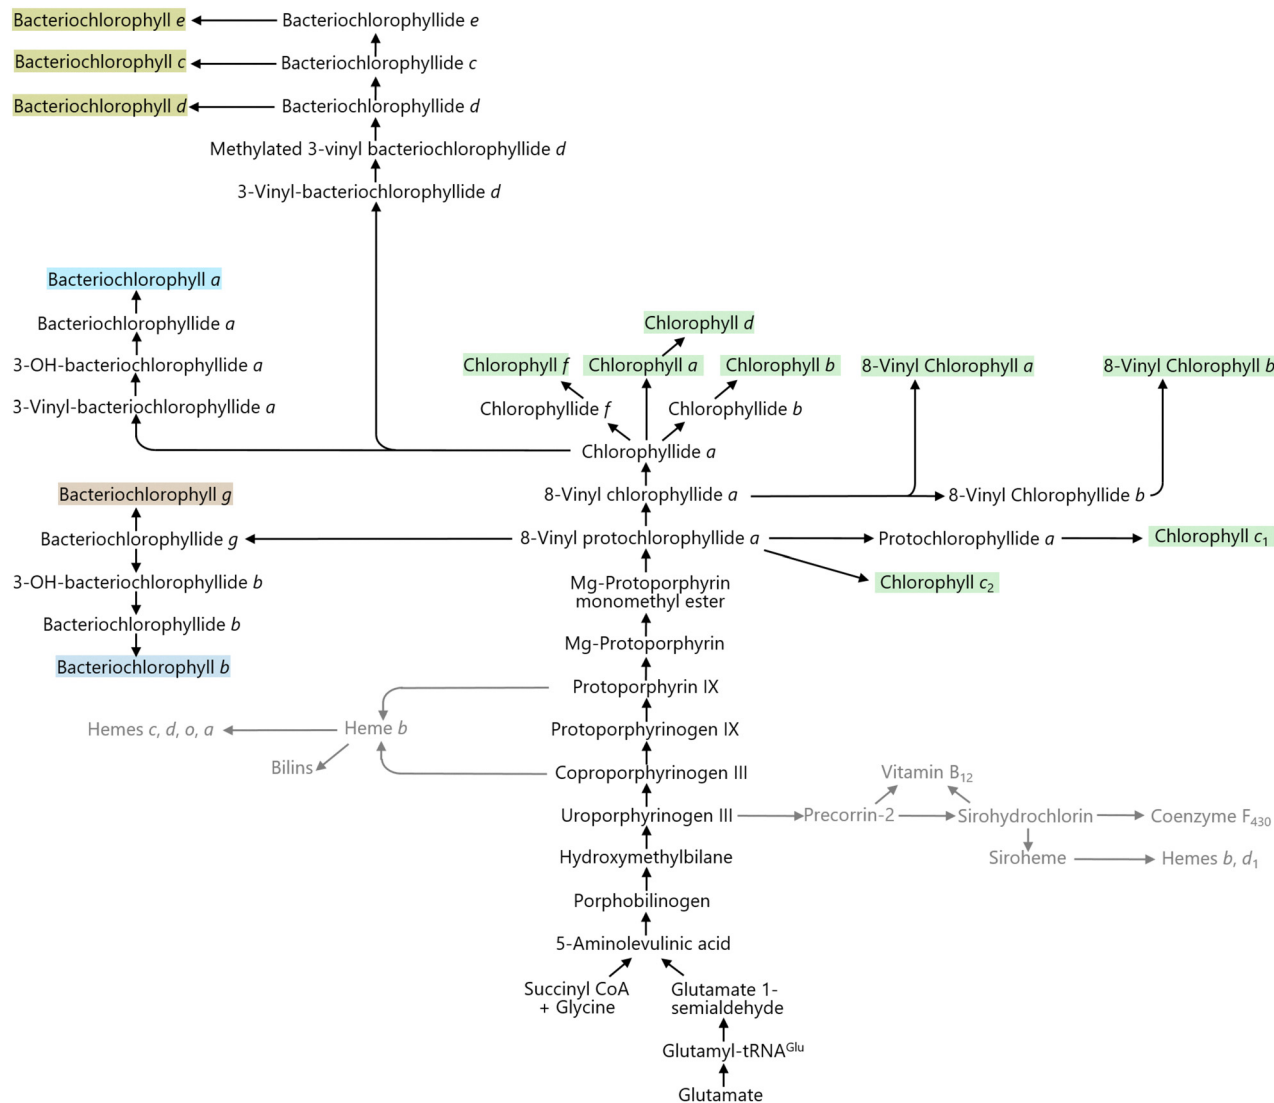 Bacteriochlorophyll e
Bacteriochlorophyllide e
Bacteriochlorophyll c
Bacteriochlorophyllide c
Bacteriochlorophyll d
Bacteriochlorophyllide d
Methylated 3-vinyl bacteriochlorophyllide d
3-Vinyl-bacteriochlorophyllide d
Bacteriochlorophyll a
Bacteriochlorophyllide a
3-OH-bacteriochlorophyllide a
3-Vinyl-bacteriochlorophyllide a
Chlorophyll d
Chlorophyll f
Chlorophyll a
Chlorophyll b
8-Vinyl Chlorophyll a
8-Vinyl Chlorophyll b
Chlorophyllide f
Chlorophyllide b
Chlorophyllide a
Bacteriochlorophyll g
8-Vinyl chlorophyllide a
8-Vinyl Chlorophyllide b
Bacteriochlorophyllide g
8-Vinyl protochlorophyllide a
Protochlorophyllide a
Chlorophyll c₁
3-OH-bacteriochlorophyllide b
Mg-Protoporphyrin
monomethyl ester
Chlorophyll c₂
Bacteriochlorophyllide b
Mg-Protoporphyrin
Bacteriochlorophyll b
Protoporphyrin IX
Hemes c, d, o, a
Heme b
Protoporphyrinogen IX
Bilins
Coproporphyrinogen III
Vitamin B₁₂
Uroporphyrinogen III
Precorrin-2
Sirohydrochlorin
Coenzyme F₄₃₀
Hydroxymethylbilane
Siroheme
Hemes b, d₁
Porphobilinogen
5-Aminolevulinic acid
Succinyl CoA
+ Glycine
Glutamate 1-
semialdehyde
Glutamyl-tRNAᴳˡᵘ
Glutamate